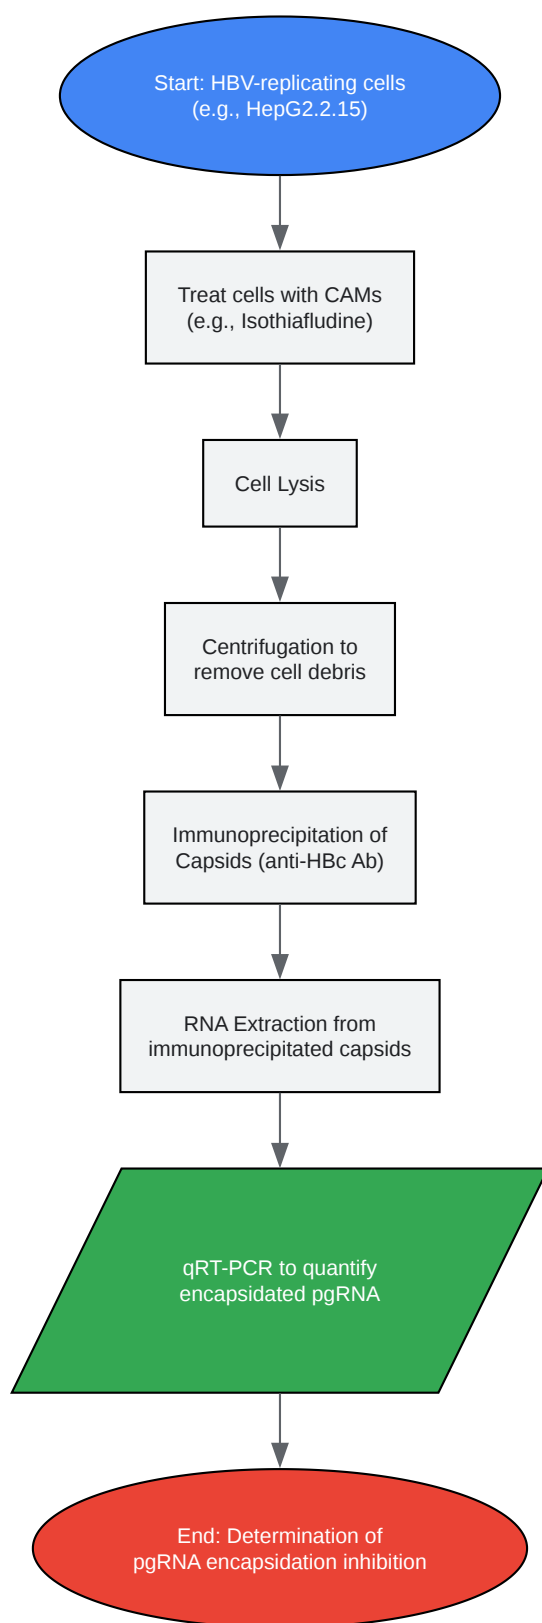 Start: HBV-replicating cells
(e.g., HepG2.2.15)
Treat cells with CAMs
(e.g., Isothiafludine)
Cell Lysis
Centrifugation to
remove cell debris
Immunoprecipitation of
Capsids (anti-HBc Ab)
RNA Extraction from
immunoprecipitated capsids
qRT-PCR to quantify
encapsidated pgRNA
End: Determination of
pgRNA encapsidation inhibition